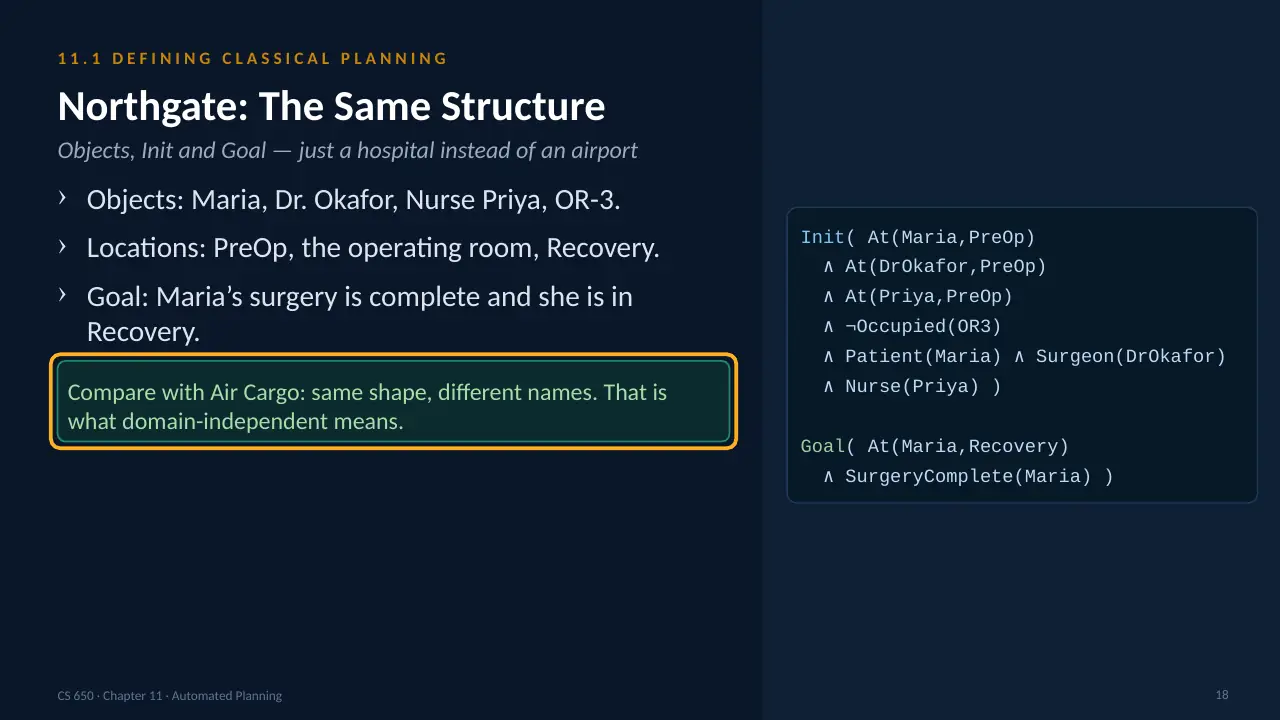 11.1 DEFINING CLASSICAL PLANNING
Northgate: The Same Structure
Objects, Init and Goal — just a hospital instead of an airport
› Objects: Maria, Dr. Okafor, Nurse Priya, OR-3.
› Locations: PreOp, the operating room, Recovery.
› Goal: Maria’s surgery is complete and she is in
Recovery.
Compare with Air Cargo: same shape, different names. That is
what domain-independent means.
Init( At(Maria,PreOp)
∧ At(DrOkafor,PreOp)
∧ At(Priya,PreOp)
∧ ¬Occupied(OR3)
∧ Patient(Maria) ∧ Surgeon(DrOkafor)
∧ Nurse(Priya) )
Goal( At(Maria,Recovery)
∧ SurgeryComplete(Maria) )
CS 650 · Chapter 11 · Automated Planning
18